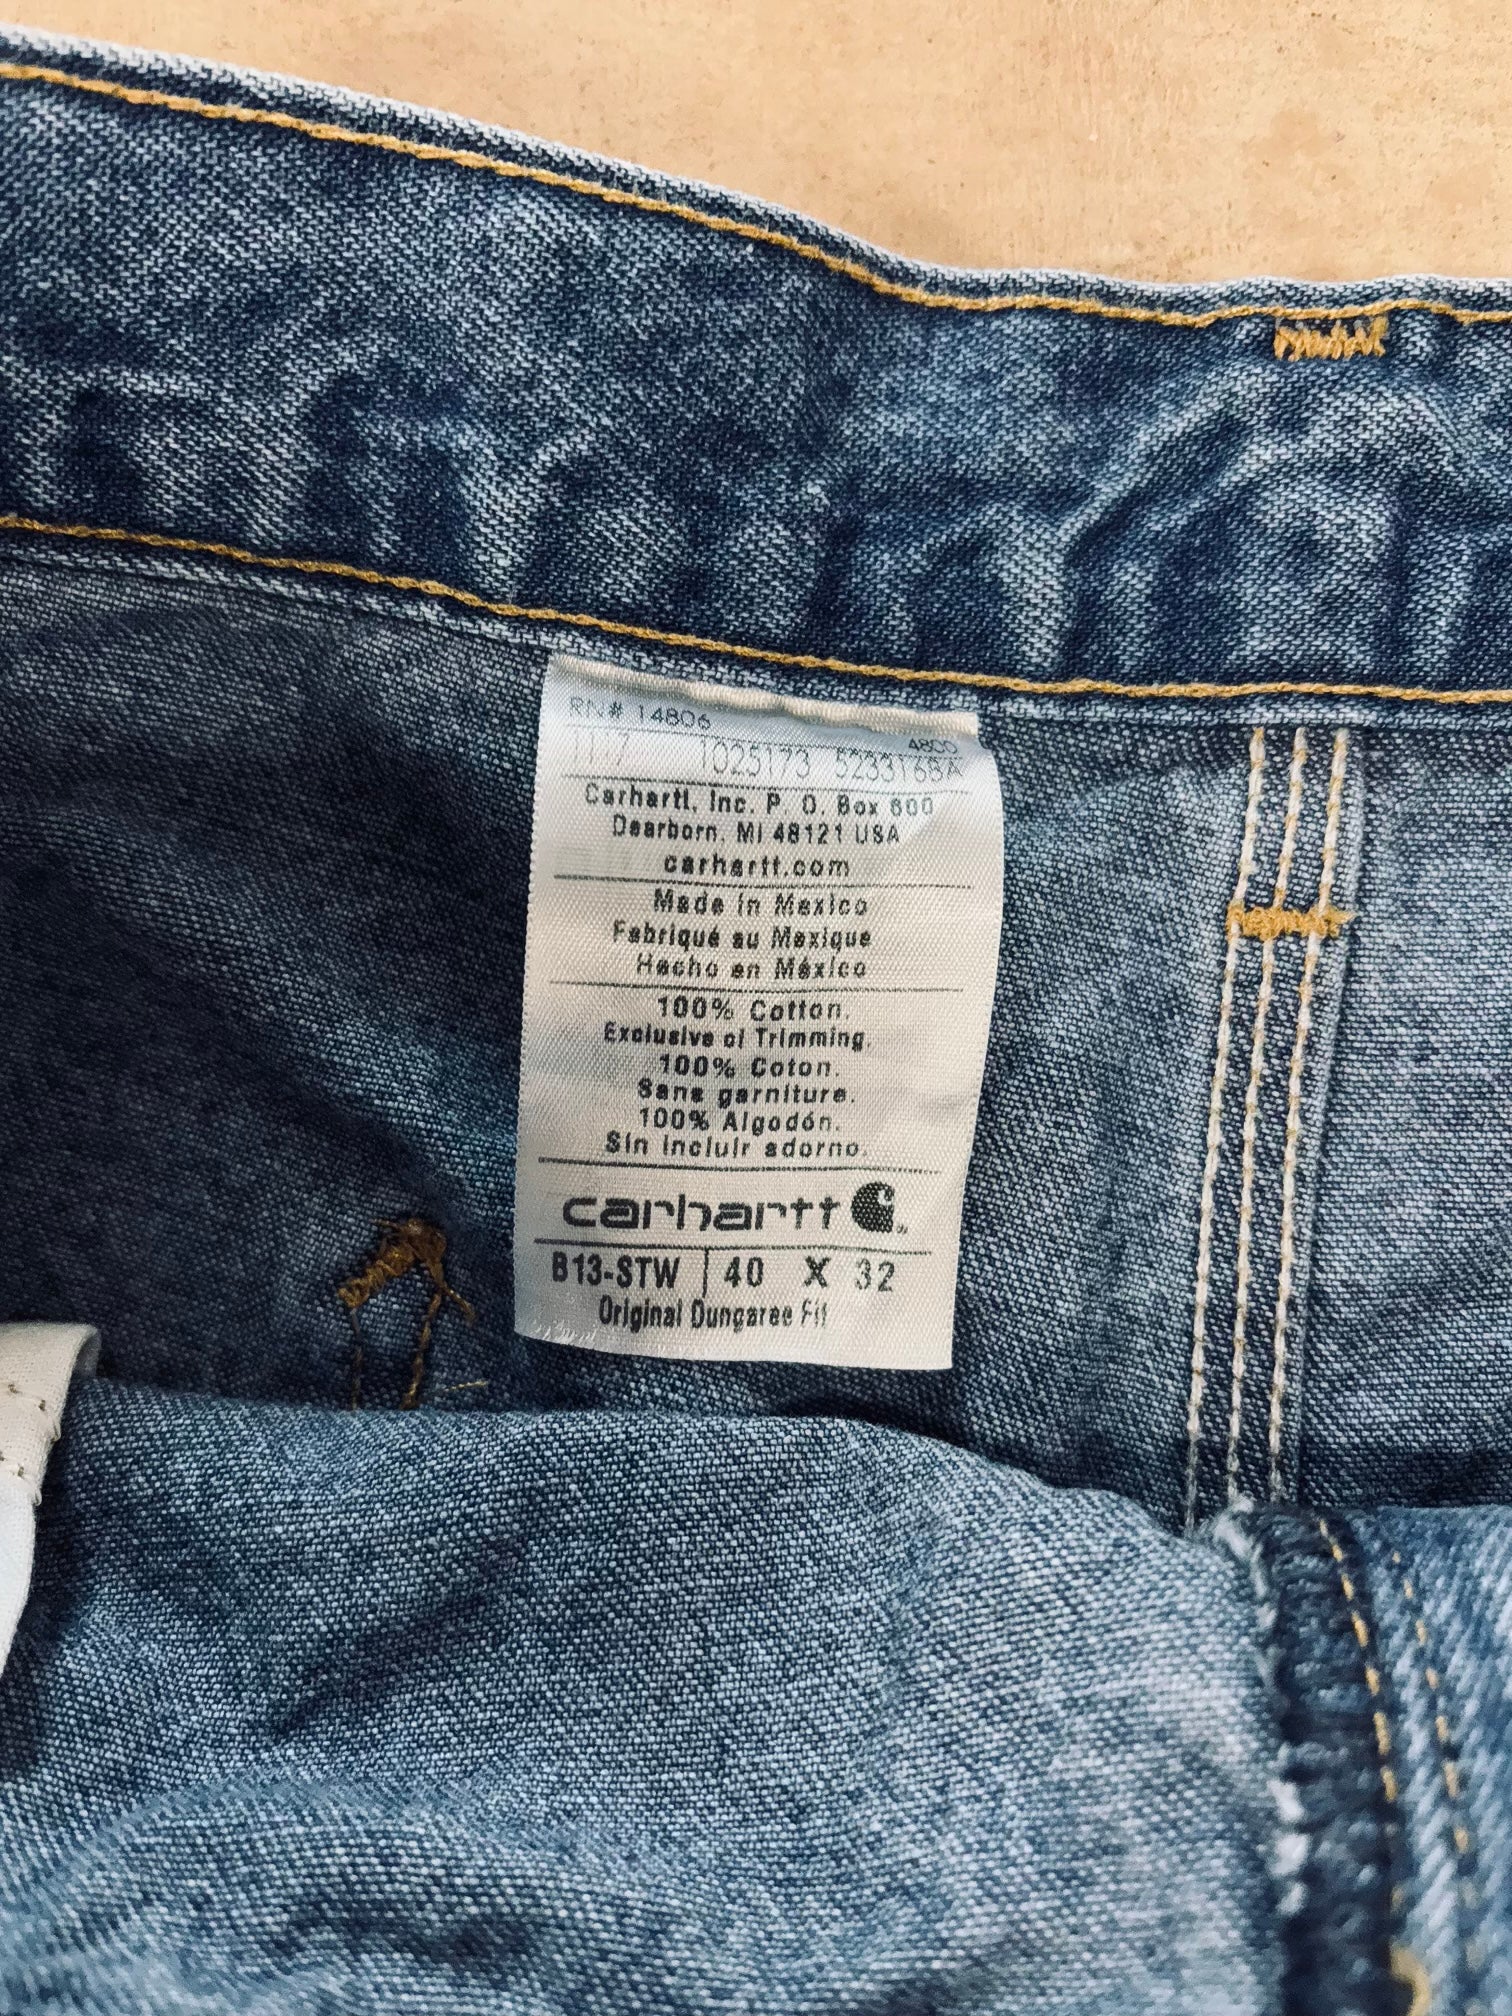 RN# 14806
4800
1025173 523316BA
Carhartt, Inc. P. O. Box 600
Dearborn, MI 48121 USA
carhartt.com
Made in Mexico
Fabriqué au Mexique
Hecho en México
100% Cotton.
Exclusive of Trimming.
100% Coton.
Sans garniture.
100% Algodón.
Sin incluir adorno.
carhartt
B13-STW 40 X 32
Original Dungaree Fit